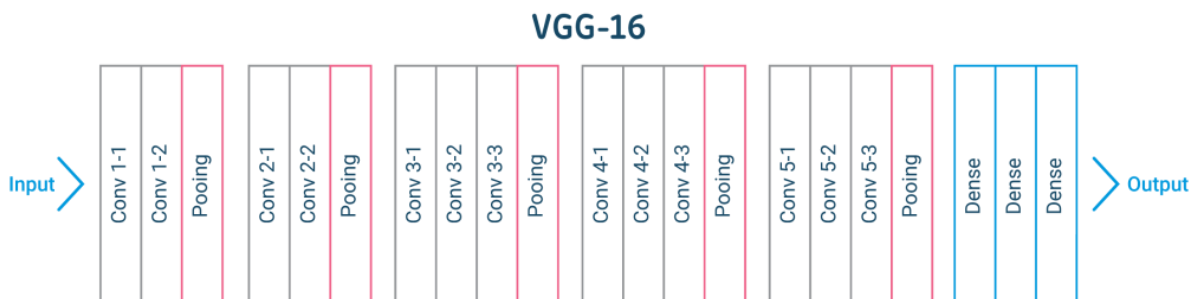 VGG-16
Input
Conv 1-1
Conv 1-2
Pooing
Conv 2-1
Conv 2-2
Pooing
Conv 3-1
Conv 3-2
Conv 3-3
Pooing
Conv 4-1
Conv 4-2
Conv 4-3
Pooing
Conv 5-1
Conv 5-2
Conv 5-3
Pooing
Dense
Dense
Dense
Output